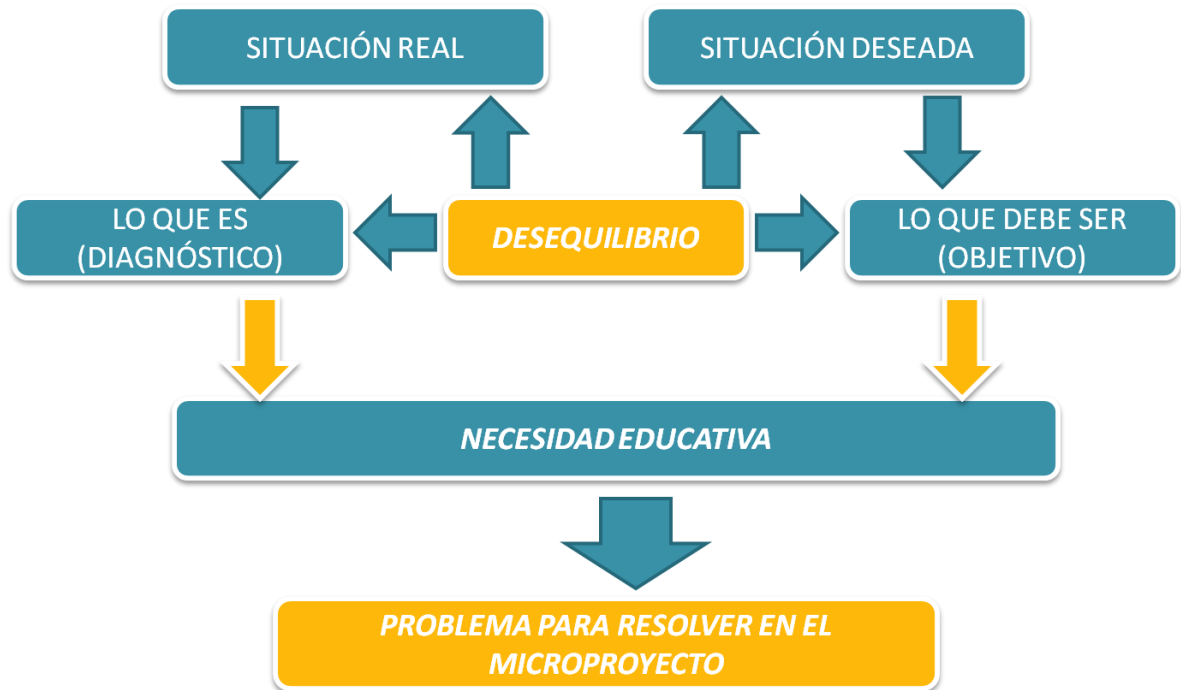 SITUACIÓN REAL
SITUACIÓN DESEADA
LO QUE ES
(DIAGNÓSTICO)
DESEQUILIBRIO
LO QUE DEBE SER
(OBJETIVO)
NECESIDAD EDUCATIVA
PROBLEMA PARA RESOLVER EN EL
MICROPROYECTO